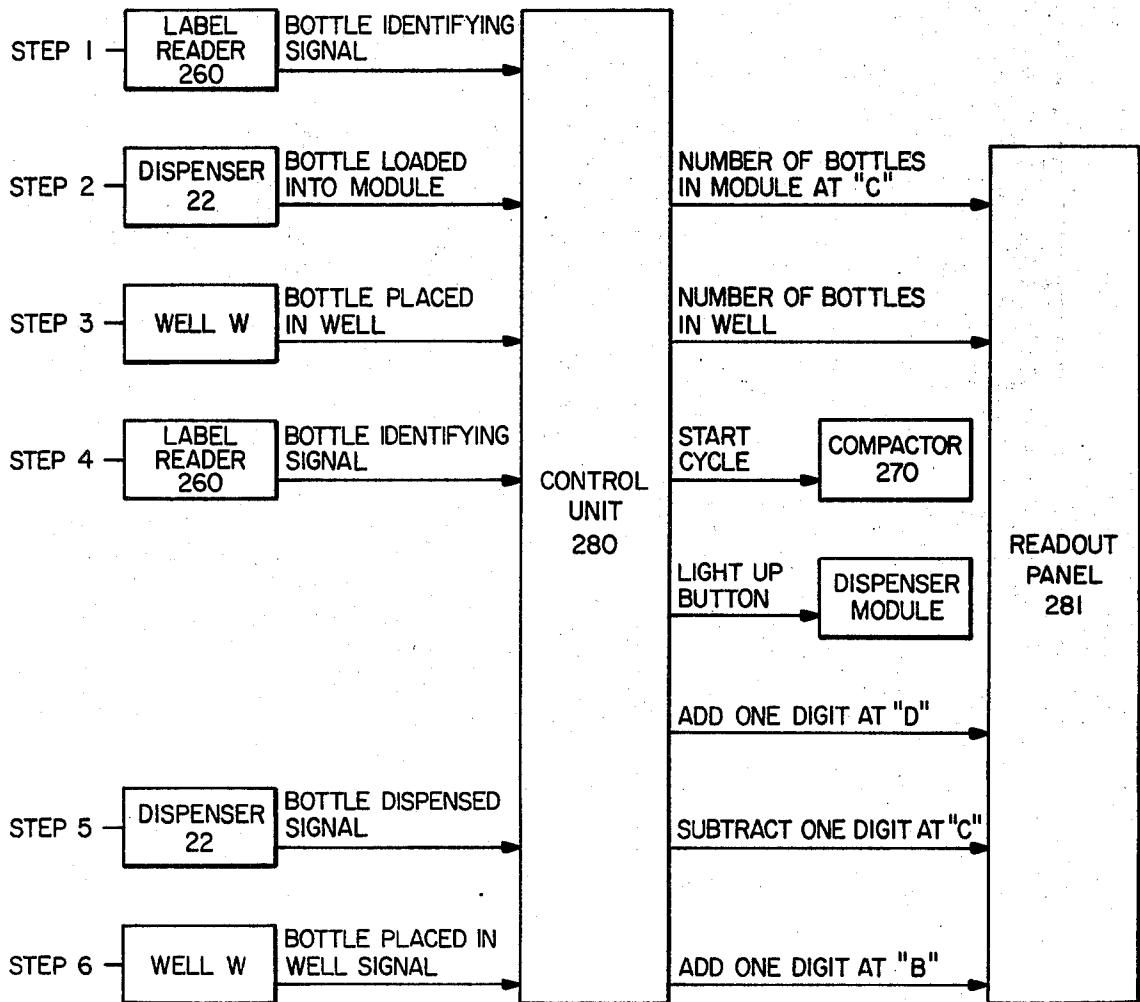 STEP 1
LABEL
READER
260
BOTTLE IDENTIFYING
SIGNAL
STEP 2
DISPENSER
22
BOTTLE LOADED
INTO MODULE
NUMBER OF BOTTLES
IN MODULE AT "C"
STEP 3
WELL W
BOTTLE PLACED
IN WELL
NUMBER OF BOTTLES
IN WELL
STEP 4
LABEL
READER
260
BOTTLE IDENTIFYING
SIGNAL
CONTROL
UNIT
280
START
CYCLE
COMPACTOR
270
LIGHT UP
BUTTON
DISPENSER
MODULE
READOUT
PANEL
281
ADD ONE DIGIT AT "D"
STEP 5
DISPENSER
22
BOTTLE DISPENSED
SIGNAL
SUBTRACT ONE DIGIT AT "C"
STEP 6
WELL W
BOTTLE PLACED IN
WELL SIGNAL
ADD ONE DIGIT AT "B"